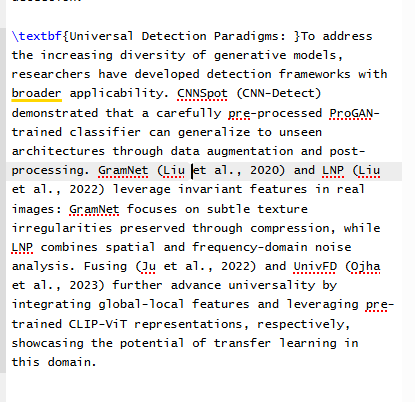 \textbf{Universal Detection Paradigms: }To address
the increasing diversity of generative models,
researchers have developed detection frameworks with
broader applicability. CNNSpot (CNN-Detect)
demonstrated that a carefully pre-processed ProGAN-
trained classifier can generalize to unseen
architectures through data augmentation and post-
processing. GramNet (Liu et al., 2020) and LNP (Liu
et al., 2022) leverage invariant features in real
images: GramNet focuses on subtle texture
irregularities preserved through compression, while
LNP combines spatial and frequency-domain noise
analysis. Fusing (Ju et al., 2022) and UnivFD (Ojha
et al., 2023) further advance universality by
integrating global-local features and leveraging pre-
trained CLIP-ViT representations, respectively,
showcasing the potential of transfer learning in
this domain.